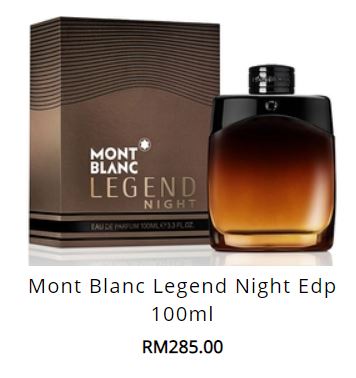 MONT
BLANC
LEGEND
NIGHT
EAU DE PARFUM 100ML e 3.3 FL.OZ.
Mont Blanc Legend Night Edp
100ml
RM285.00